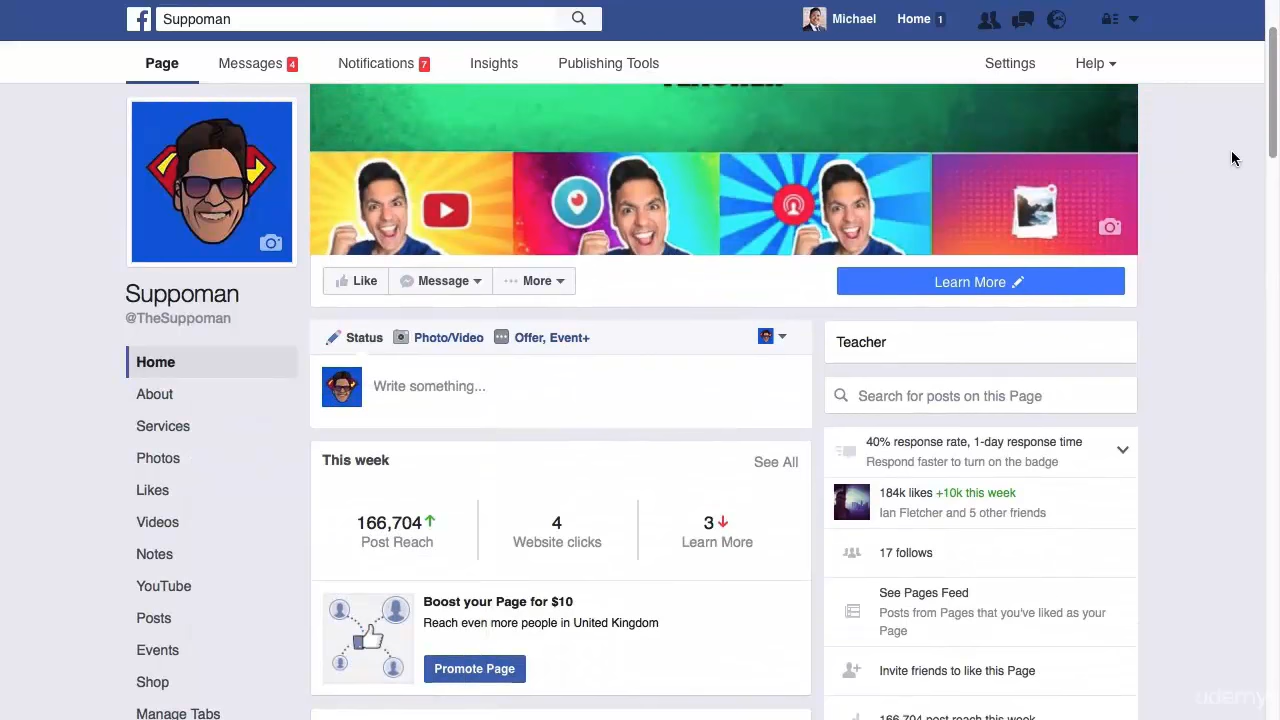 Suppoman
Michael
Home 1
Page
Messages 4
Notifications 7
Insights
Publishing Tools
Settings
Help
Suppoman
@TheSuppoman
Home
About
Services
Photos
Likes
Videos
Notes
YouTube
Posts
Events
Shop
Manage Tabs
Like
Message
More
Learn More
Status
Photo/Video
Offer, Event+
Write something...
This week
See All
166,704
Post Reach
4
Website clicks
3
Learn More
Boost your Page for $10
Reach even more people in United Kingdom
Promote Page
Teacher
Search for posts on this Page
40% response rate, 1-day response time
Respond faster to turn on the badge
184k likes +10k this week
Ian Fletcher and 5 other friends
17 follows
See Pages Feed
Posts from Pages that you've liked as your
Page
Invite friends to like this Page
166,704 post reach this week
udemy